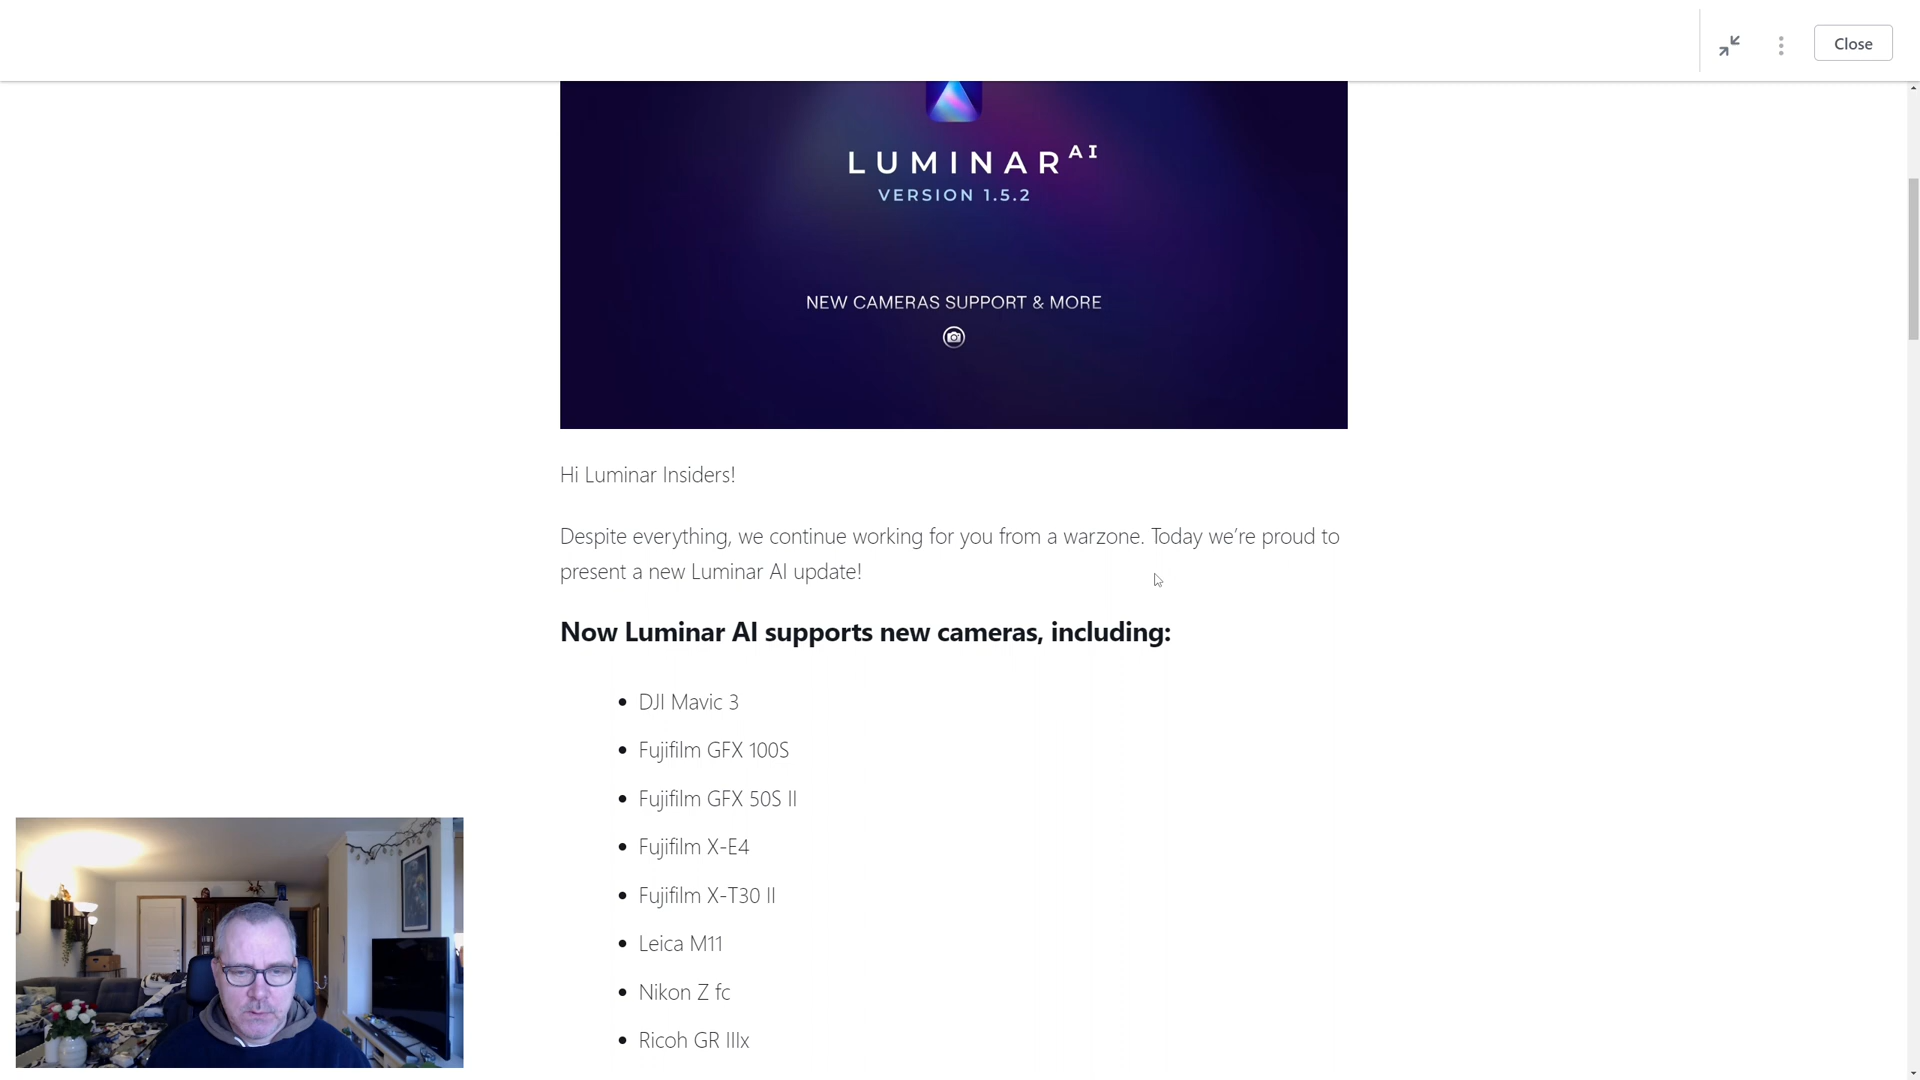 Close
LUMINAR AI
VERSION 1.5.2
NEW CAMERAS SUPPORT & MORE
Hi Luminar Insiders!
Despite everything, we continue working for you from a warzone. Today we’re proud to
present a new Luminar AI update!
Now Luminar AI supports new cameras, including:
• DJI Mavic 3
• Fujifilm GFX 100S
• Fujifilm GFX 50S II
• Fujifilm X-E4
• Fujifilm X-T30 II
• Leica M11
• Nikon Z fc
• Ricoh GR IIIx